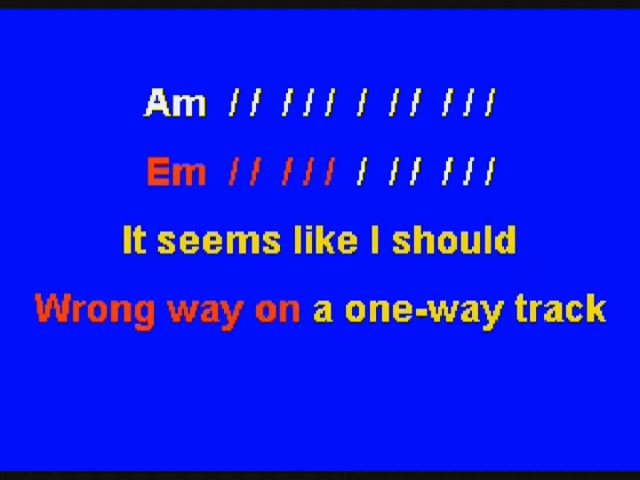 Am // /// / // ///
Em // /// / // ///
It seems like I should
Wrong way on a one-way track